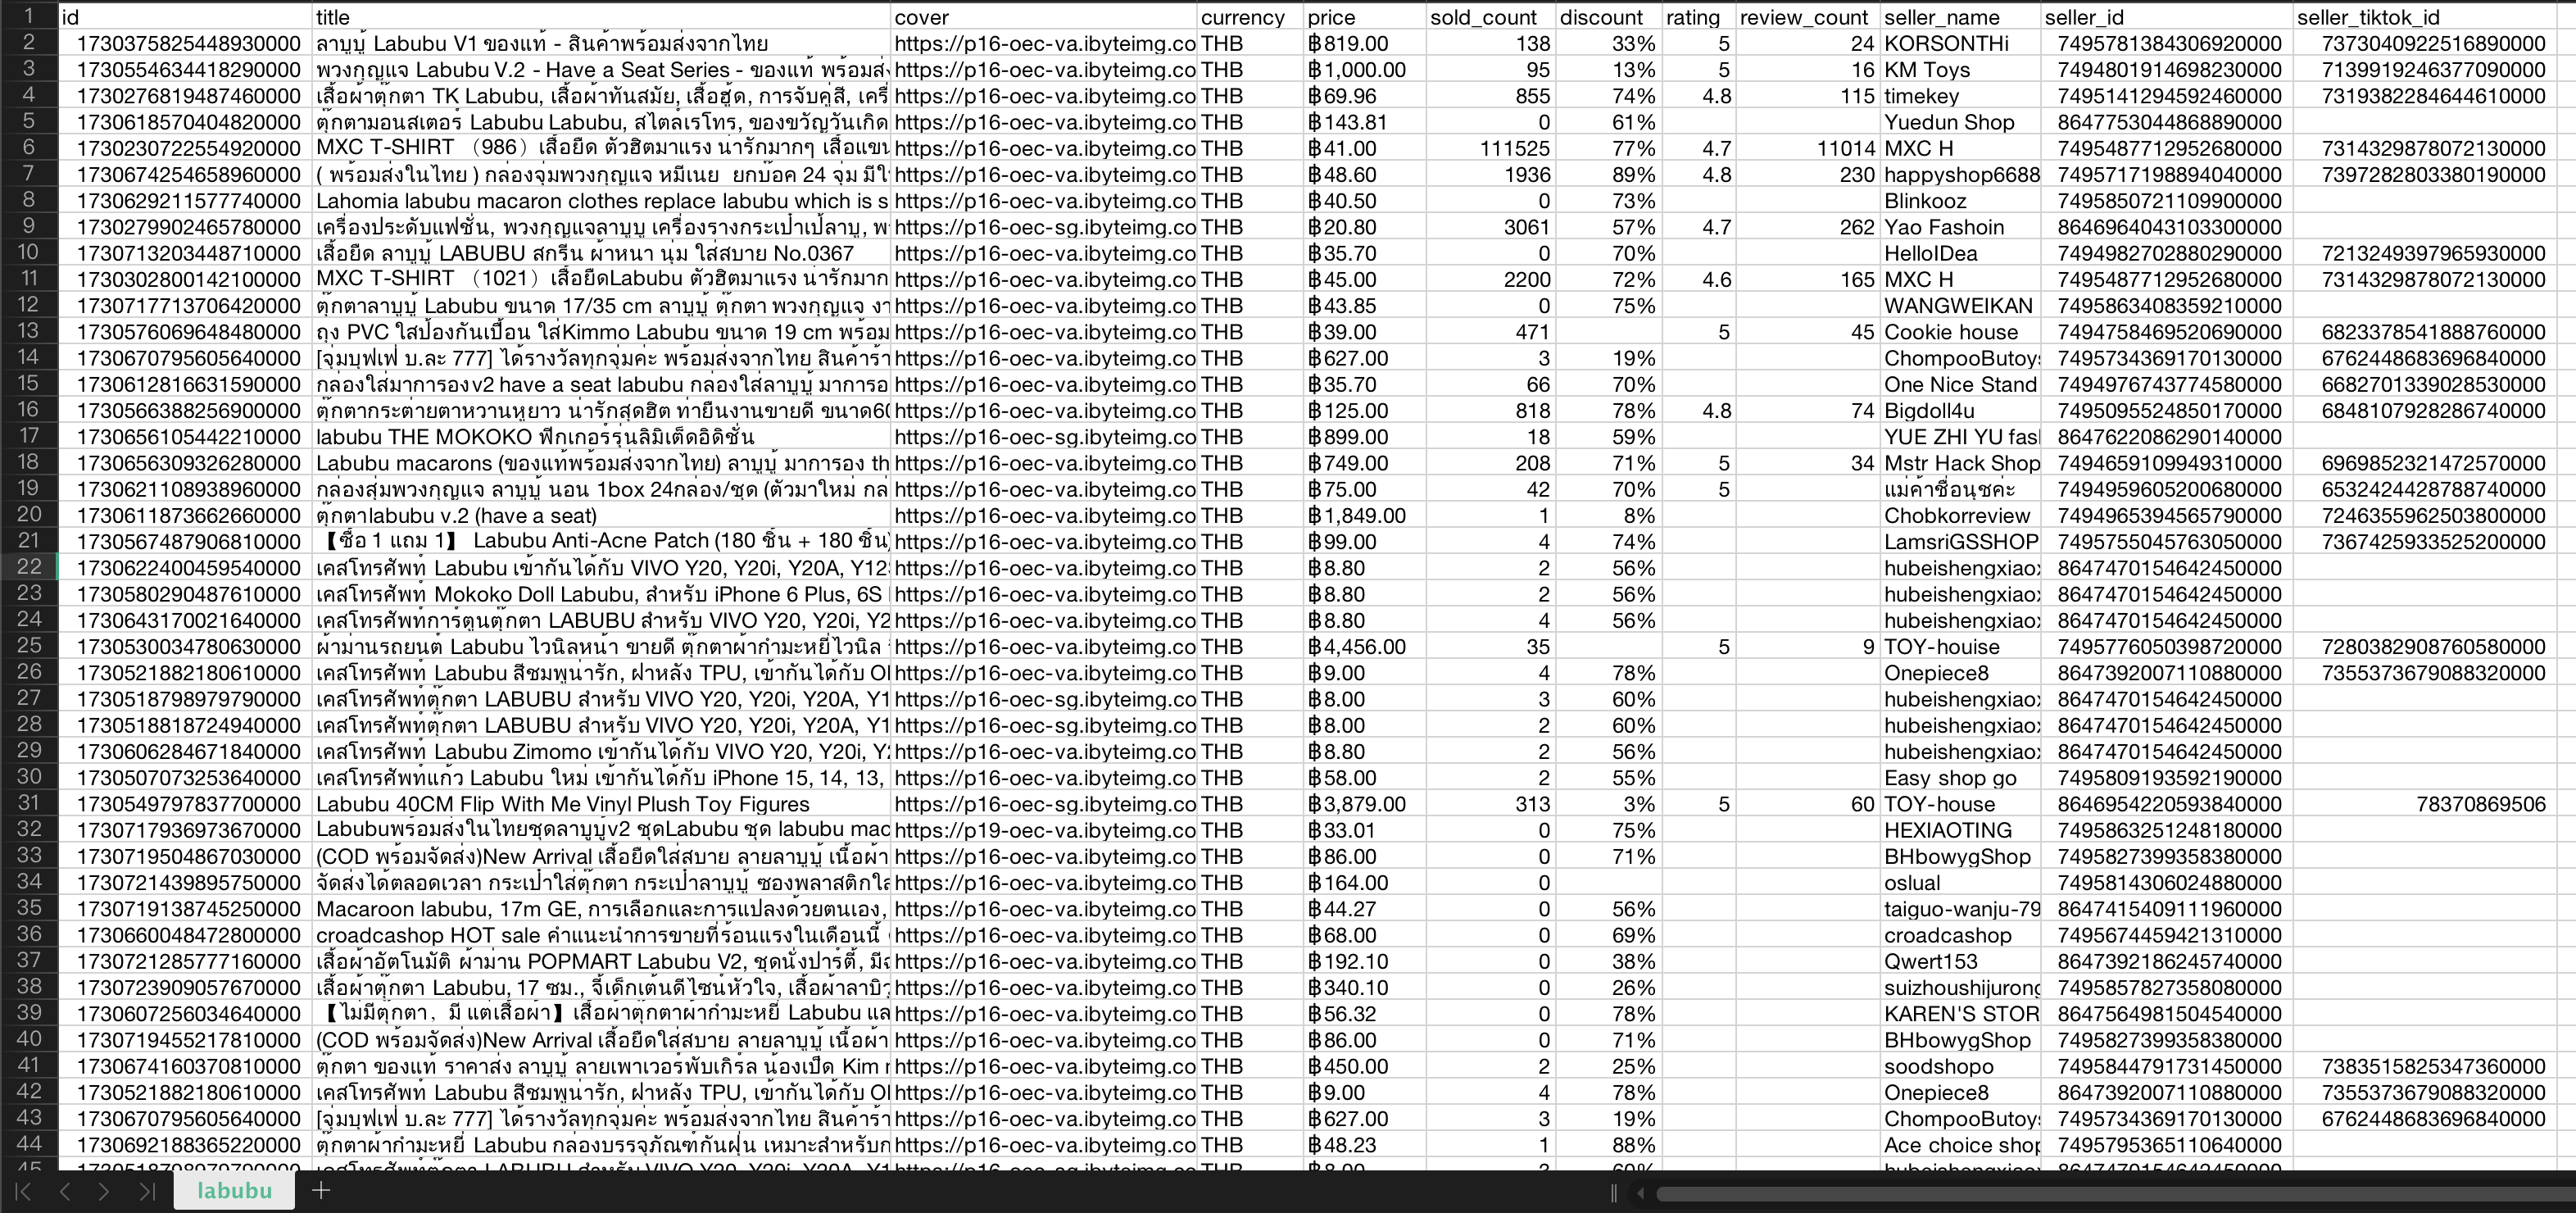 1 id title cover currency price sold_count discount rating review_count seller_name seller_id seller_tiktok_id
2 1730375825448930000 ลาบูบู้ Labubu V1 ของแท้ - สินค้าพร้อมส่งจากไทย https://p16-oec-va.ibyteimg.co THB ฿819.00 138 33% 5 24 KORSONTHi 7495781384306920000 7373040922516890000
3 1730554634418290000 พวงกุญแจ Labubu V.2 - Have a Seat Series - ของแท้ พร้อมส่ง https://p16-oec-va.ibyteimg.co THB ฿1,000.00 95 13% 5 16 KM Toys 7494801914698230000 7139919246377090000
4 1730276819487460000 เสื้อผ้าตุ๊กตา TK Labubu, เสื้อผ้าทันสมัย, เสื้อฮู้ด, การจับคู่สี, เครื่ https://p16-oec-va.ibyteimg.co THB ฿69.96 855 74% 4.8 115 timekey 7495141294592460000 7319382284644610000
5 1730618570404820000 ตุ๊กตามอนสเตอร์ Labubu Labubu, สไตล์เรโทร, ของขวัญวันเกิด https://p16-oec-va.ibyteimg.co THB ฿143.81 0 61% Yuedun Shop 8647753044868890000
6 1730230722554920000 MXC T-SHIRT （986）เสื้อยืด ตัวฮิตมาแรง น่ารักมากๆ เสื้อแขน https://p16-oec-va.ibyteimg.co THB ฿41.00 111525 77% 4.7 11014 MXC H 7495487712952680000 7314329878072130000
7 1730674254658960000 ( พร้อมส่งในไทย ) กล่องจุ่มพวงกุญแจ หมีเนย ยกบ๊อค 24 จุ่ม มีใ https://p16-oec-va.ibyteimg.co THB ฿48.60 1936 89% 4.8 230 happyshop6688 7495717198894040000 7397282803380190000
8 1730629211577740000 Lahomia labubu macaron clothes replace labubu which is s https://p16-oec-va.ibyteimg.co THB ฿40.50 0 73% Blinkooz 7495850721109900000
9 1730279902465780000 เครื่องประดับแฟชั่น, พวงกุญแจลาบูบู เครื่องรางกระเป๋าเป้ลาบู, พ https://p16-oec-sg.ibyteimg.co THB ฿20.80 3061 57% 4.7 262 Yao Fashoin 8646964043103300000
10 1730713203448710000 เสื้อยืด ลาบูบู้ LABUBU สกรีน ผ้าหนา นุ่ม ใส่สบาย No.0367 https://p16-oec-va.ibyteimg.co THB ฿35.70 0 70% HelloIDea 7494982702880290000 7213249397965930000
11 1730302800142100000 MXC T-SHIRT （1021）เสื้อยืดLabubu ตัวฮิตมาแรง น่ารักมาก https://p16-oec-va.ibyteimg.co THB ฿45.00 2200 72% 4.6 165 MXC H 7495487712952680000 7314329878072130000
12 1730717713706420000 ตุ๊กตาลาบูบู้ Labubu ขนาด 17/35 cm ลาบูบู้ ตุ๊กตา พวงกุญแจ งา https://p16-oec-va.ibyteimg.co THB ฿43.85 0 75% WANGWEIKAN 7495863408359210000
13 1730576069648480000 ถุง PVC ใสป้องกันเปื้อน ใส่Kimmo Labubu ขนาด 19 cm พร้อม https://p16-oec-va.ibyteimg.co THB ฿39.00 471 5 45 Cookie house 7494758469520690000 6823378541888760000
14 1730670795605640000 [จุ่มบุฟเฟ่ บ.ละ 777] ได้รางวัลทุกจุ่มค่ะ พร้อมส่งจากไทย สินค้าร้า https://p16-oec-va.ibyteimg.co THB ฿627.00 3 19% ChompooButoys 7495734369170130000 6762448683696840000
15 1730612816631590000 กล่องใส่มาการองv2 have a seat labubu กล่องใส่ลาบูบู้ มาการอ https://p16-oec-va.ibyteimg.co THB ฿35.70 66 70% One Nice Stand 7494976743774580000 6682701339028530000
16 1730566388256900000 ตุ๊กตากระต่ายตาหวานหูยาว น่ารักสุดฮิต ท่ายืนงานขายดี ขนาด60 https://p16-oec-va.ibyteimg.co THB ฿125.00 818 78% 4.8 74 Bigdoll4u 7495095524850170000 6848107928286740000
17 1730656105442210000 labubu THE MOKOKO ฟิกเกอร์รุ่นลิมิเต็ดอิดิชั่น https://p16-oec-sg.ibyteimg.co THB ฿899.00 18 59% YUE ZHI YU fasl 8647622086290140000
18 1730656309326280000 Labubu macarons (ของแท้พร้อมส่งจากไทย) ลาบูบู้ มาการอง th https://p16-oec-va.ibyteimg.co THB ฿749.00 208 71% 5 34 Mstr Hack Shop 7494659109949310000 6969852321472570000
19 1730621108938960000 กล่องสุ่มพวงกุญแจ ลาบูบู้ นอน 1box 24กล่อง/ชุด (ตัวมาใหม่ กล่ https://p16-oec-va.ibyteimg.co THB ฿75.00 42 70% 5 แม่ค้าชื่อนุชค่ะ 7494959605200680000 6532424428788740000
20 1730611873662660000 ตุ๊กตาlabubu v.2 (have a seat) https://p16-oec-va.ibyteimg.co THB ฿1,849.00 1 8% Chobkorreview 7494965394565790000 7246355962503800000
21 1730567487906810000 【ซื้อ 1 แถม 1】 Labubu Anti-Acne Patch (180 ชิ้น + 180 ชิ้น) https://p16-oec-va.ibyteimg.co THB ฿99.00 4 74% LamsriGSSHOP 7495755045763050000 7367425933525200000
22 1730622400459540000 เคสโทรศัพท์ Labubu เข้ากันได้กับ VIVO Y20, Y20i, Y20A, Y12S https://p16-oec-va.ibyteimg.co THB ฿8.80 2 56% hubeishengxiao 8647470154642450000
23 1730580290487610000 เคสโทรศัพท์ Mokoko Doll Labubu, สำหรับ iPhone 6 Plus, 6S https://p16-oec-va.ibyteimg.co THB ฿8.80 2 56% hubeishengxiao 8647470154642450000
24 1730643170021640000 เคสโทรศัพท์การ์ตูนตุ๊กตา LABUBU สำหรับ VIVO Y20, Y20i, Y2 https://p16-oec-va.ibyteimg.co THB ฿8.80 4 56% hubeishengxiao 8647470154642450000
25 1730530034780630000 ผ้าม่านรถยนต์ Labubu ไวนิลหน้า ขายดี ตุ๊กตาผ้ากำมะหยี่ไวนิล https://p16-oec-va.ibyteimg.co THB ฿4,456.00 35 5 9 TOY-houise 7495776050398720000 7280382908760580000
26 1730521882180610000 เคสโทรศัพท์ Labubu สีชมพูน่ารัก, ฝาหลัง TPU, เข้ากันได้กับ O https://p16-oec-va.ibyteimg.co THB ฿9.00 4 78% Onepiece8 8647392007110880000 7355373679088320000
27 1730518798979790000 เคสโทรศัพท์ตุ๊กตา LABUBU สำหรับ VIVO Y20, Y20i, Y20A, Y1 https://p16-oec-sg.ibyteimg.co THB ฿8.00 3 60% hubeishengxiao 8647470154642450000
28 1730518818724940000 เคสโทรศัพท์ตุ๊กตา LABUBU สำหรับ VIVO Y20, Y20i, Y20A, Y1 https://p16-oec-sg.ibyteimg.co THB ฿8.00 2 60% hubeishengxiao 8647470154642450000
29 1730606284671840000 เคสโทรศัพท์ Labubu Zimomo เข้ากันได้กับ VIVO Y20, Y20i, Y2 https://p16-oec-va.ibyteimg.co THB ฿8.80 2 56% hubeishengxiao 8647470154642450000
30 1730507073253640000 เคสโทรศัพท์แก้ว Labubu ใหม่ เข้ากันได้กับ iPhone 15, 14, 13, https://p16-oec-va.ibyteimg.co THB ฿58.00 2 55% Easy shop go 7495809193592190000
31 1730549797837700000 Labubu 40CM Flip With Me Vinyl Plush Toy Figures https://p16-oec-sg.ibyteimg.co THB ฿3,879.00 313 3% 5 60 TOY-house 8646954220593840000 78370869506
32 1730717936973670000 Labubuพร้อมส่งในไทยชุดลาบูบู้v2 ชุดLabubu ชุด labubu mac https://p19-oec-va.ibyteimg.co THB ฿33.01 0 75% HEXIAOTING 7495863251248180000
33 1730719504867030000 (COD พร้อมจัดส่ง)New Arrival เสื้อยืดใส่สบาย ลายลาบูบู้ เนื้อผ้า https://p16-oec-va.ibyteimg.co THB ฿86.00 0 71% BHbowygShop 7495827399358380000
34 1730721439895750000 จัดส่งได้ตลอดเวลา กระเป๋าใส่ตุ๊กตา กระเป๋าลาบูบู้ ซองพลาสติกใส https://p16-oec-va.ibyteimg.co THB ฿164.00 0 oslual 7495814306024880000
35 1730719138745250000 Macaroon labubu, 17m GE, การเลือกและการแปลงด้วยตนเอง, https://p16-oec-va.ibyteimg.co THB ฿44.27 0 56% taiguo-wanju-79 8647415409111960000
36 1730660048472800000 croadcashop HOT sale คำแนะนำการขายที่ร้อนแรงในเดือนนี้ https://p16-oec-va.ibyteimg.co THB ฿68.00 0 69% croadcashop 7495674459421310000
37 1730721285777160000 เสื้อผ้าอัตโนมัติ ผ้าม่าน POPMART Labubu V2, ชุดนั่งปาร์ตี้, มี https://p16-oec-va.ibyteimg.co THB ฿192.10 0 38% Qwert153 8647392186245740000
38 1730723909057670000 เสื้อผ้าตุ๊กตา Labubu, 17 ซม., จี้เด็กเต้นดีไซน์หัวใจ, เสื้อผ้าลาบิว https://p16-oec-va.ibyteimg.co THB ฿340.10 0 26% suizhoushijurong 7495857827358080000
39 1730607256034640000 【ไม่มีตุ๊กตา，มี แต่เสื้อผ้า】เสื้อผ้าตุ๊กตาผ้ากำมะหยี่ Labubu แล https://p16-oec-va.ibyteimg.co THB ฿56.32 0 78% KAREN'S STOR 8647564981504540000
40 1730719455217810000 (COD พร้อมจัดส่ง)New Arrival เสื้อยืดใส่สบาย ลายลาบูบู้ เนื้อผ้า https://p16-oec-va.ibyteimg.co THB ฿86.00 0 71% BHbowygShop 7495827399358380000
41 1730674160370810000 ตุ๊กตา ของแท้ ราคาส่ง ลาบูบู้ ลายเพาเวอร์พับเกิร์ล น้องเป็ด Kim https://p16-oec-va.ibyteimg.co THB ฿450.00 2 25% soodshopo 7495844791731450000 7383515825347360000
42 1730521882180610000 เคสโทรศัพท์ Labubu สีชมพูน่ารัก, ฝาหลัง TPU, เข้ากันได้กับ O https://p16-oec-va.ibyteimg.co THB ฿9.00 4 78% Onepiece8 8647392007110880000 7355373679088320000
43 1730670795605640000 [จุ่มบุฟเฟ่ บ.ละ 777] ได้รางวัลทุกจุ่มค่ะ พร้อมส่งจากไทย สินค้าร้า https://p16-oec-va.ibyteimg.co THB ฿627.00 3 19% ChompooButoys 7495734369170130000 6762448683696840000
44 1730692188365220000 ตุ๊กตาผ้ากำมะหยี่ Labubu กล่องบรรจุภัณฑ์กันฝุ่น เหมาะสำหรับก https://p16-oec-va.ibyteimg.co THB ฿48.23 1 88% Ace choice shop 7495795365110640000
45 1730518798979790000 เคสโทรศัพท์ตุ๊กตา LABUBU สำหรับ VIVO Y20, Y20i, Y20A, Y1 https://p16-oec-sg.ibyteimg.co THB ฿8.00 3 60% hubeishengxiao 8647470154642450000
labubu